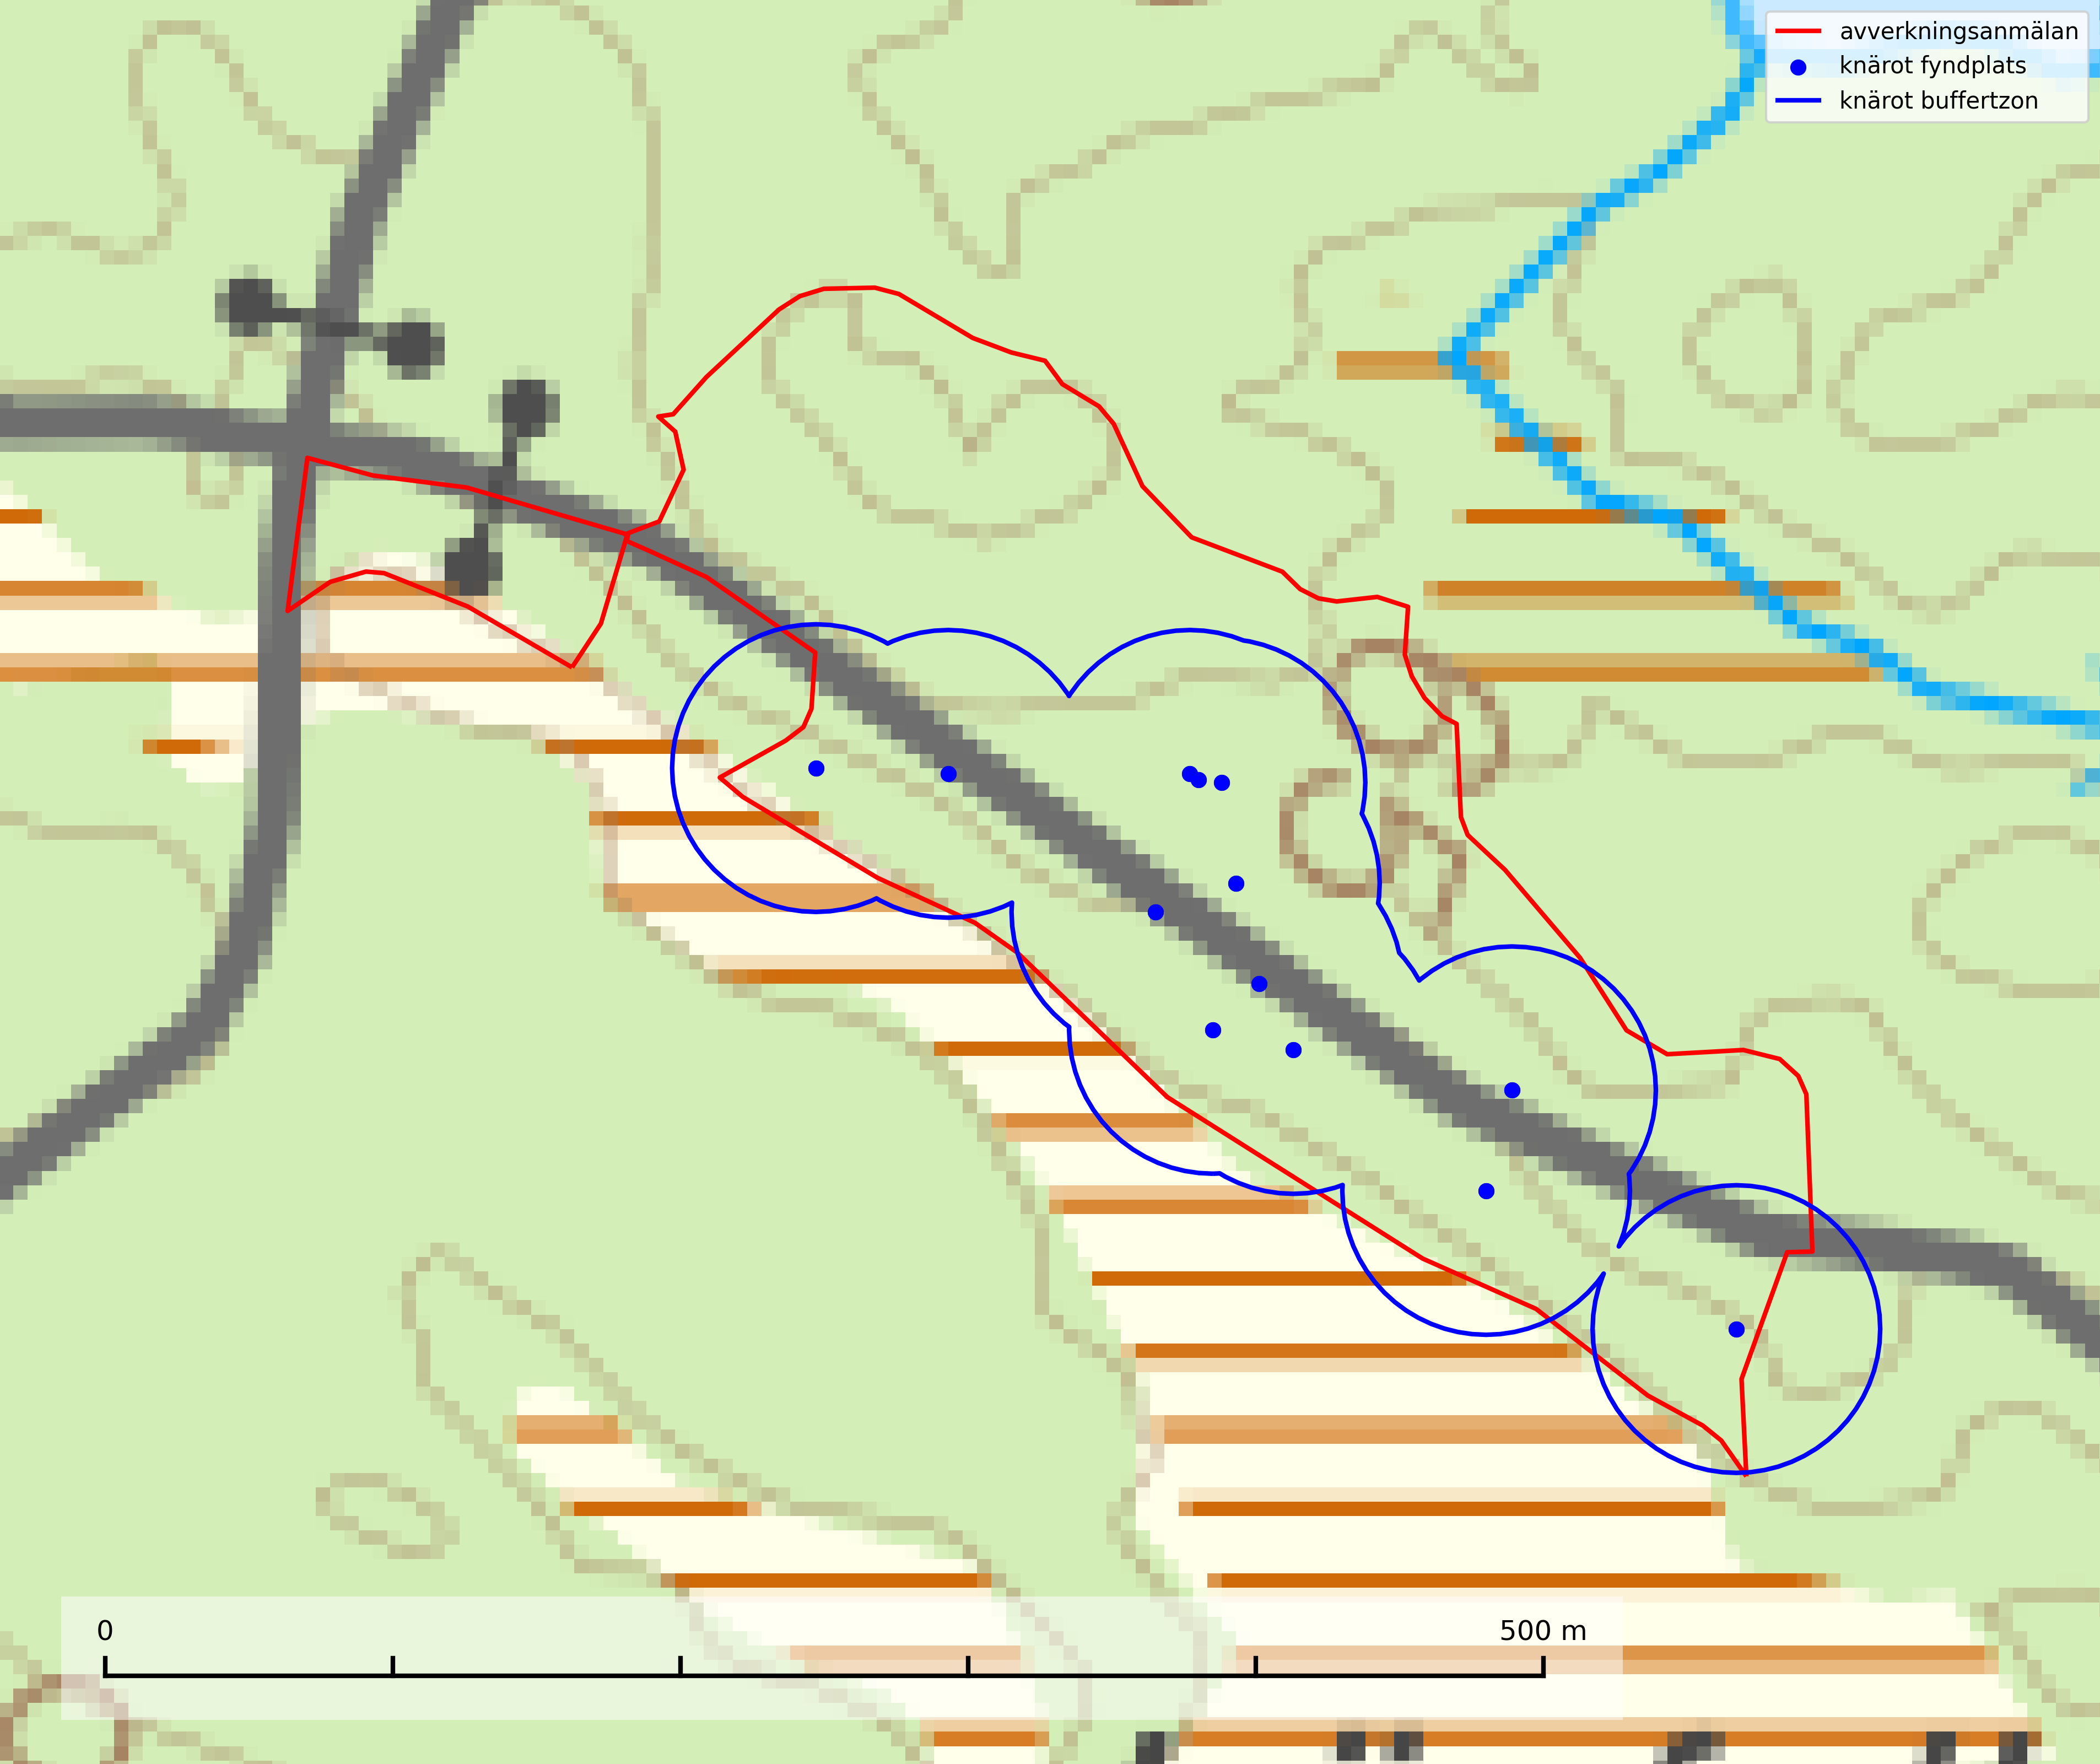 avverkningsanmälan
knärot fyndplats
knärot buffertzon
0 500 m